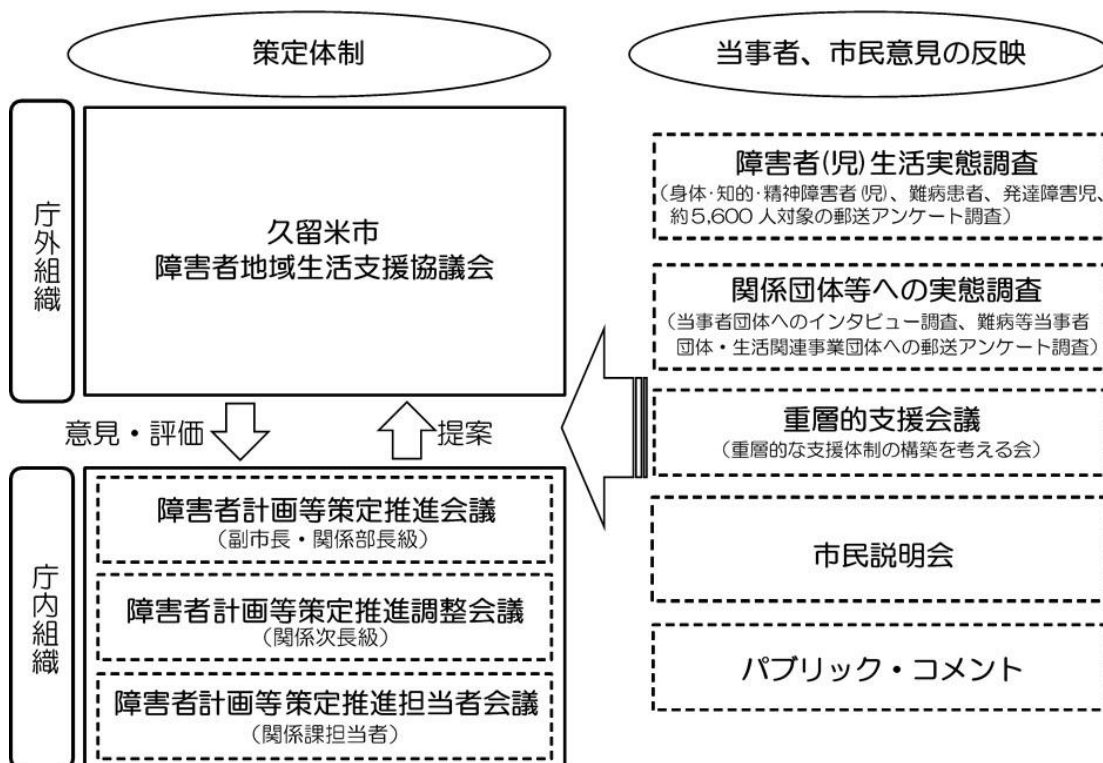 策定体制
庁外組織
久留米市
障害者地域生活支援協議会
意見・評価
提案
庁内組織
障害者計画等策定推進会議
（副市長・関係部長級）
障害者計画等策定推進調整会議
（関係次長級）
障害者計画等策定推進担当者会議
（関係課担当者）
当事者、市民意見の反映
障害者(児)生活実態調査
（身体・知的・精神障害者(児)、難病患者、発達障害児、
約5,600人対象の郵送アンケート調査）
関係団体等への実態調査
（当事者団体へのインタビュー調査、難病等当事者
団体・生活関連事業団体への郵送アンケート調査）
重層的支援会議
（重層的な支援体制の構築を考える会）
市民説明会
パブリック・コメント